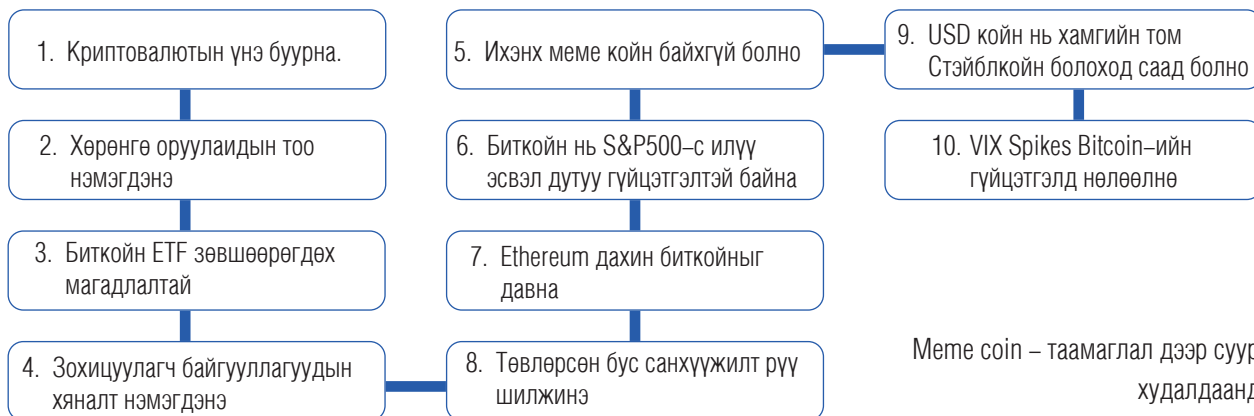 1. Криптовалютын үнэ буурна.
2. Хөрөнгө оруулаидын тоо
нэмэгдэнэ
3. Биткойн ETF зөвшөөрөгдөх
магадлалтай
4. Зохицуулагч байгууллагуудын
хяналт нэмэгдэнэ
5. Ихэнх меме койн байхгүй болно
6. Биткойн нь S&P500–с илүү
эсвэл дутуу гүйцэтгэлтэй байна
7. Ethereum дахин биткойныг
давна
8. Төвлөрсөн бус санхүүжилт рүү
шилжинэ
9. USD койн нь хамгийн том
Стэйблкойн болоход саад болно
10. VIX Spikes Bitcoin–ийн
гүйцэтгэлд нөлөөлнө
Meme coin – таамаглал дээр суур
худалдаанд